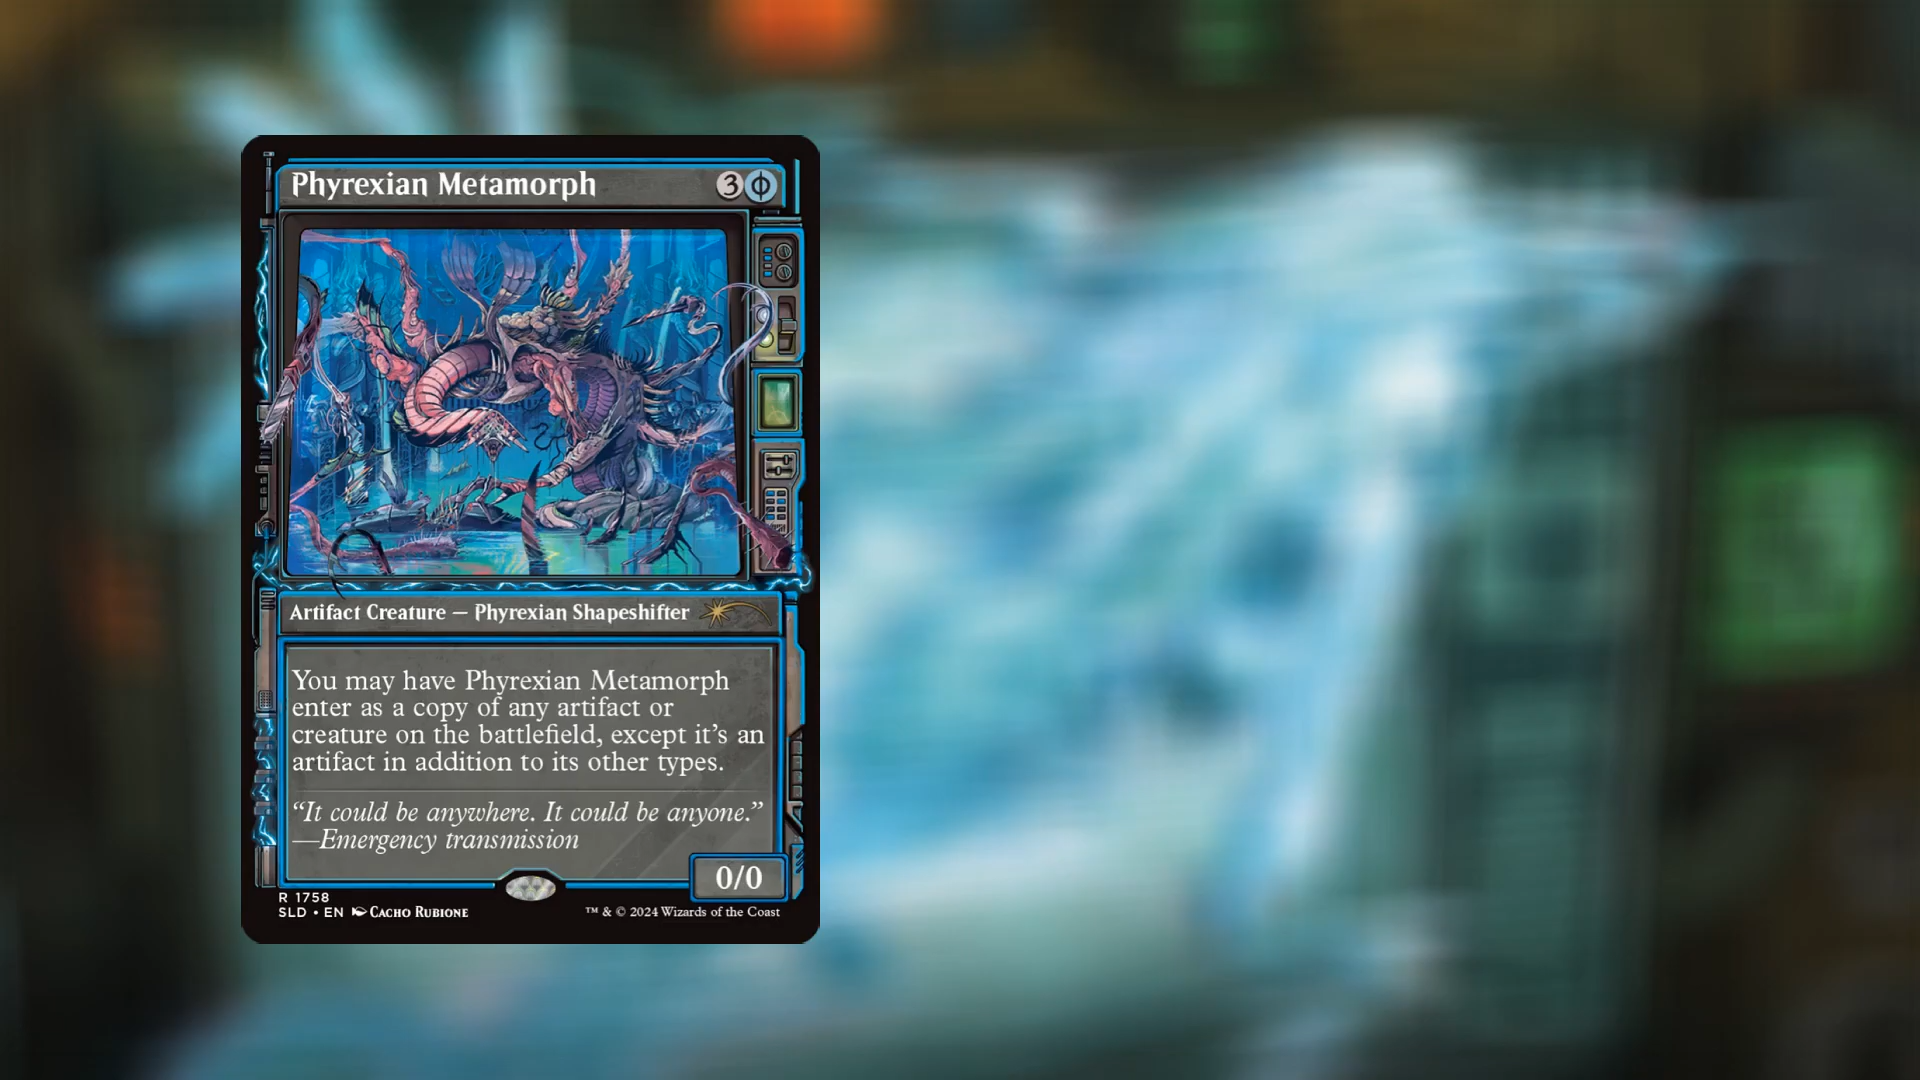 Phyrexian Metamorph 3
Artifact Creature — Phyrexian Shapeshifter
You may have Phyrexian Metamorph
enter as a copy of any artifact or
creature on the battlefield, except it’s an
artifact in addition to its other types.
“It could be anywhere. It could be anyone.”
—Emergency transmission
0/0
R 1758
SLD • EN Cacho Rubione
™ & © 2024 Wizards of the Coast